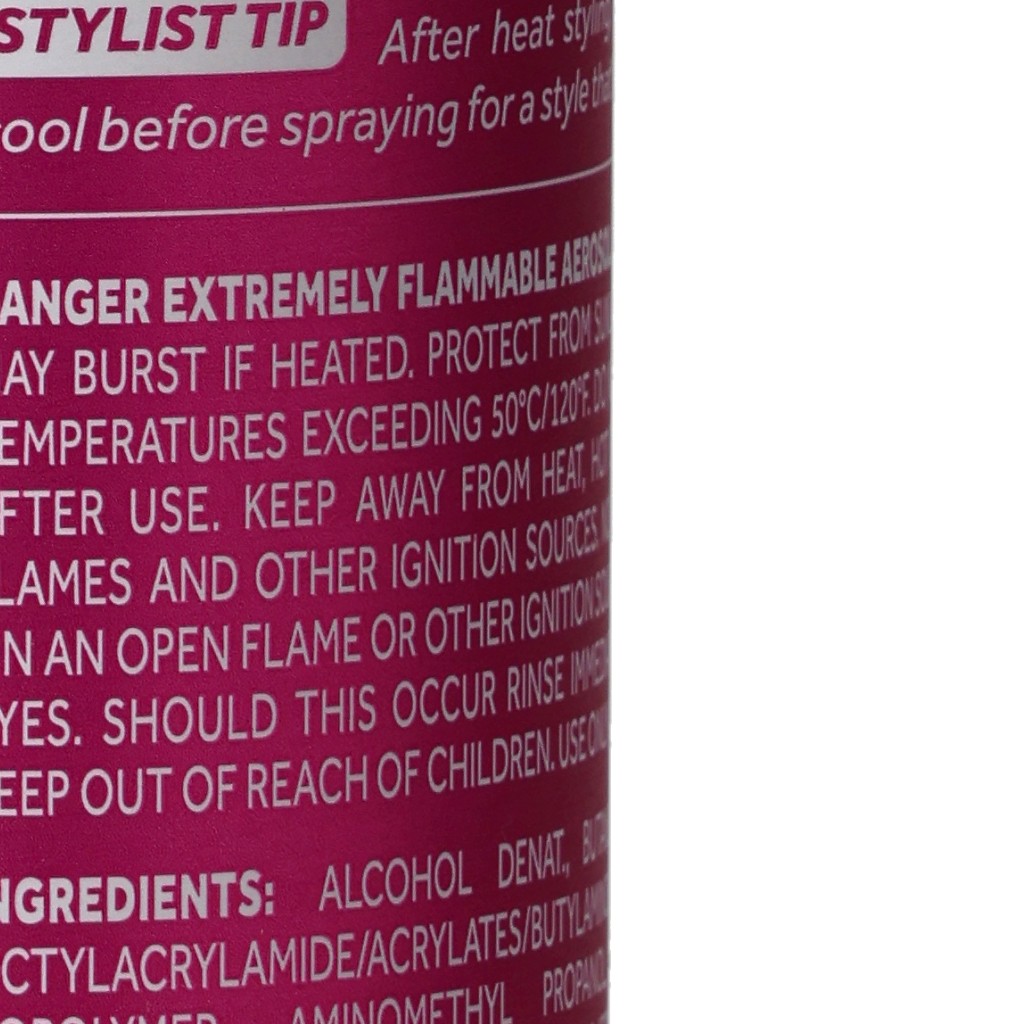 STYLIST TIP After heat styling
ool before spraying for a style
ANGER EXTREMELY FLAMMABLE AEROSOL
AY BURST IF HEATED. PROTECT FROM
EMPERATURES EXCEEDING 50°C/120°F. DO
FTER USE. KEEP AWAY FROM HEAT,
LAMES AND OTHER IGNITION SOURCES.
N AN OPEN FLAME OR OTHER IGNITION
YES. SHOULD THIS OCCUR RINSE
EEP OUT OF REACH OF CHILDREN. USE
NGREDIENTS: ALCOHOL DENAT.,
CTYLACRYLAMIDE/ACRYLATES/BUTYLAMI
OPOLYMER, AMINOMETHYL